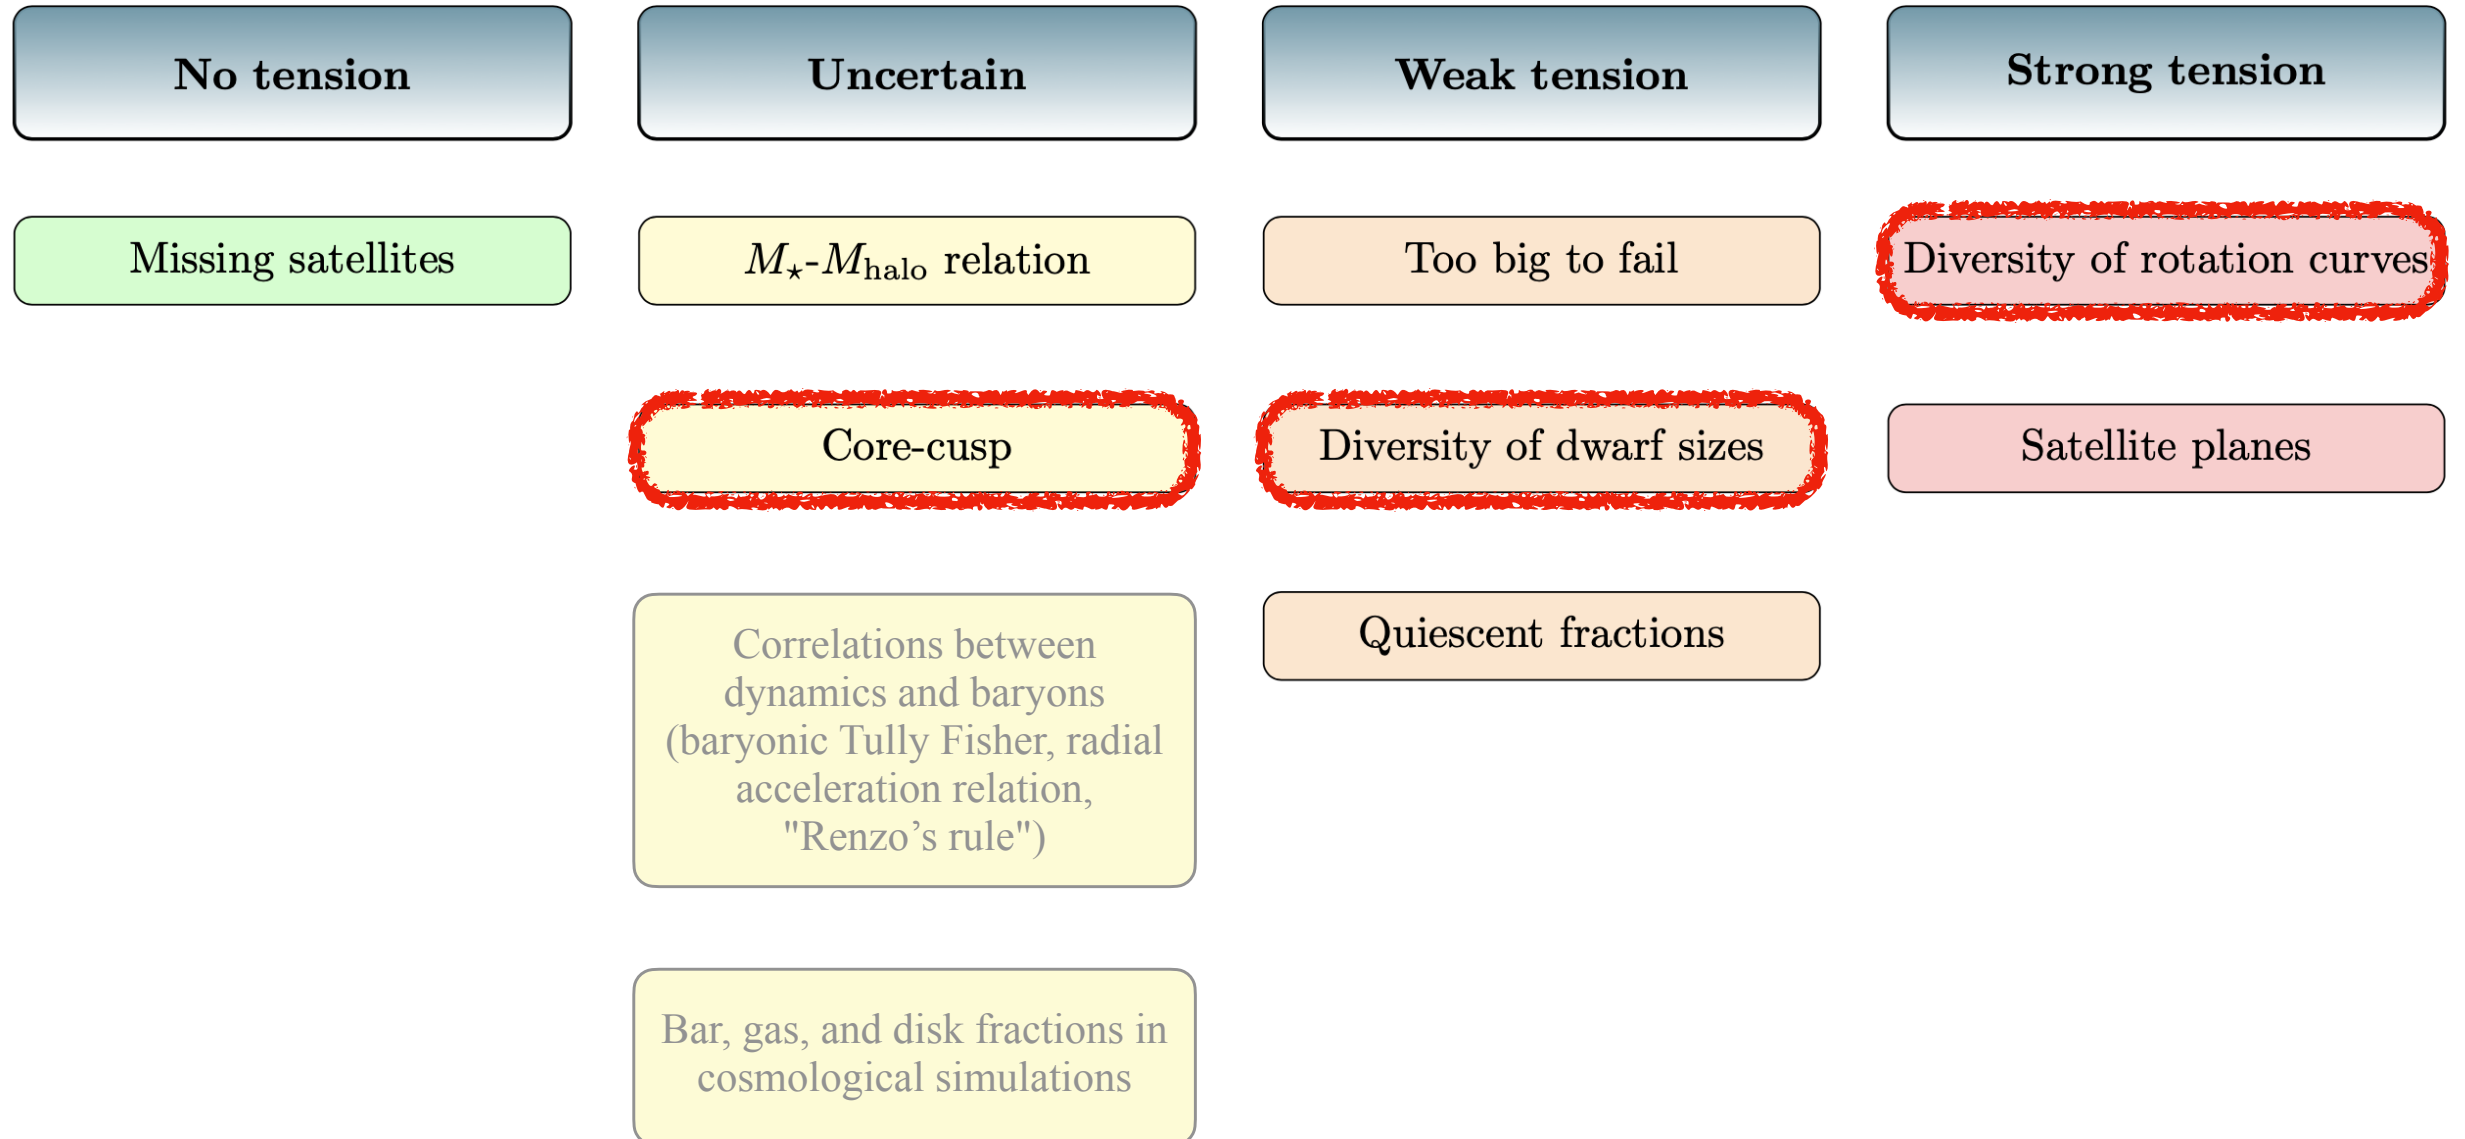 No tension
Uncertain
Weak tension
Strong tension
Missing satellites
M⋆-Mhalo relation
Too big to fail
Diversity of rotation curves
Core-cusp
Diversity of dwarf sizes
Satellite planes
Correlations between
dynamics and baryons
(baryonic Tully Fisher, radial
acceleration relation,
"Renzo’s rule")
Quiescent fractions
Bar, gas, and disk fractions in
cosmological simulations